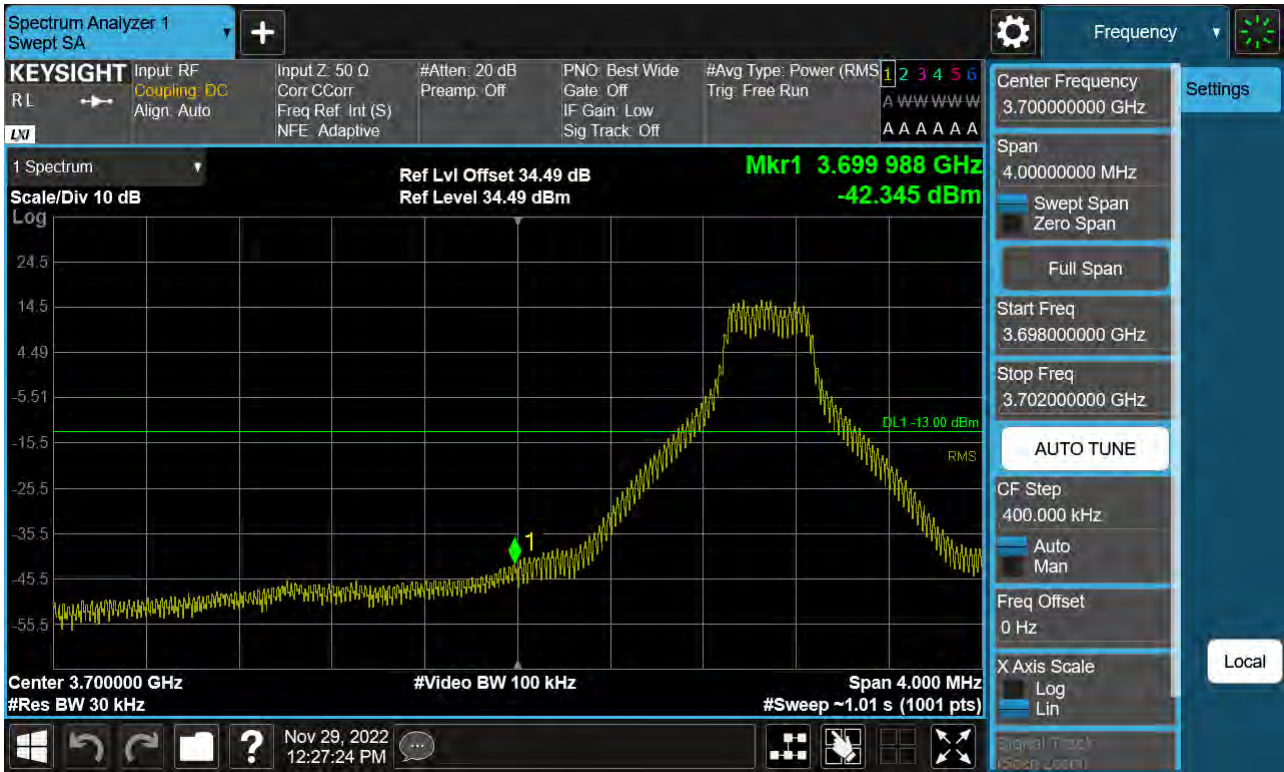 Spectrum Analyzer 1
Swept SA
Frequency
KEYSIGHT
RL
LXI
Input: RF
Coupling: DC
Align: Auto
Input Z: 50 Ω
Corr CCorr
Freq Ref: Int (S)
NFE: Adaptive
#Atten: 20 dB
Preamp: Off
PNO: Best Wide
Gate: Off
IF Gain: Low
Sig Track: Off
#Avg Type: Power (RMS
Trig: Free Run
1 2 3 4 5 6
A W W W W W
A A A A A A
1 Spectrum
Scale/Div 10 dB
Ref Lvl Offset 34.49 dB
Ref Level 34.49 dBm
Mkr1 3.699 988 GHz
-42.345 dBm
Log
24.5
14.5
4.49
-5.51
-15.5
-25.5
-35.5
-45.5
-55.5
DL1 -13.00 dBm
RMS
1
Center 3.700000 GHz
#Res BW 30 kHz
#Video BW 100 kHz
Span 4.000 MHz
#Sweep ~1.01 s (1001 pts)
Nov 29, 2022
12:27:24 PM
Center Frequency
3.700000000 GHz
Settings
Span
4.00000000 MHz
Swept Span
Zero Span
Full Span
Start Freq
3.698000000 GHz
Stop Freq
3.702000000 GHz
AUTO TUNE
CF Step
400.000 kHz
Auto
Man
Freq Offset
0 Hz
X Axis Scale
Log
Lin
Local
Signal Track
(Span Zoom)